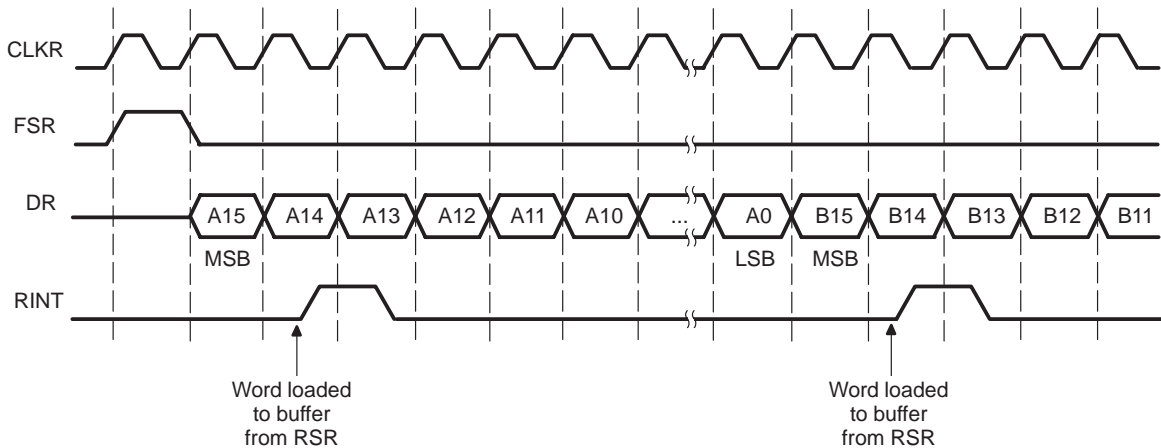 CLKR
FSR
DR
A15 A14 A13 A12 A11 A10 ... A0 B15 B14 B13 B12 B11
MSB LSB MSB
RINT
Word loaded
to buffer
from RSR
Word loaded
to buffer
from RSR